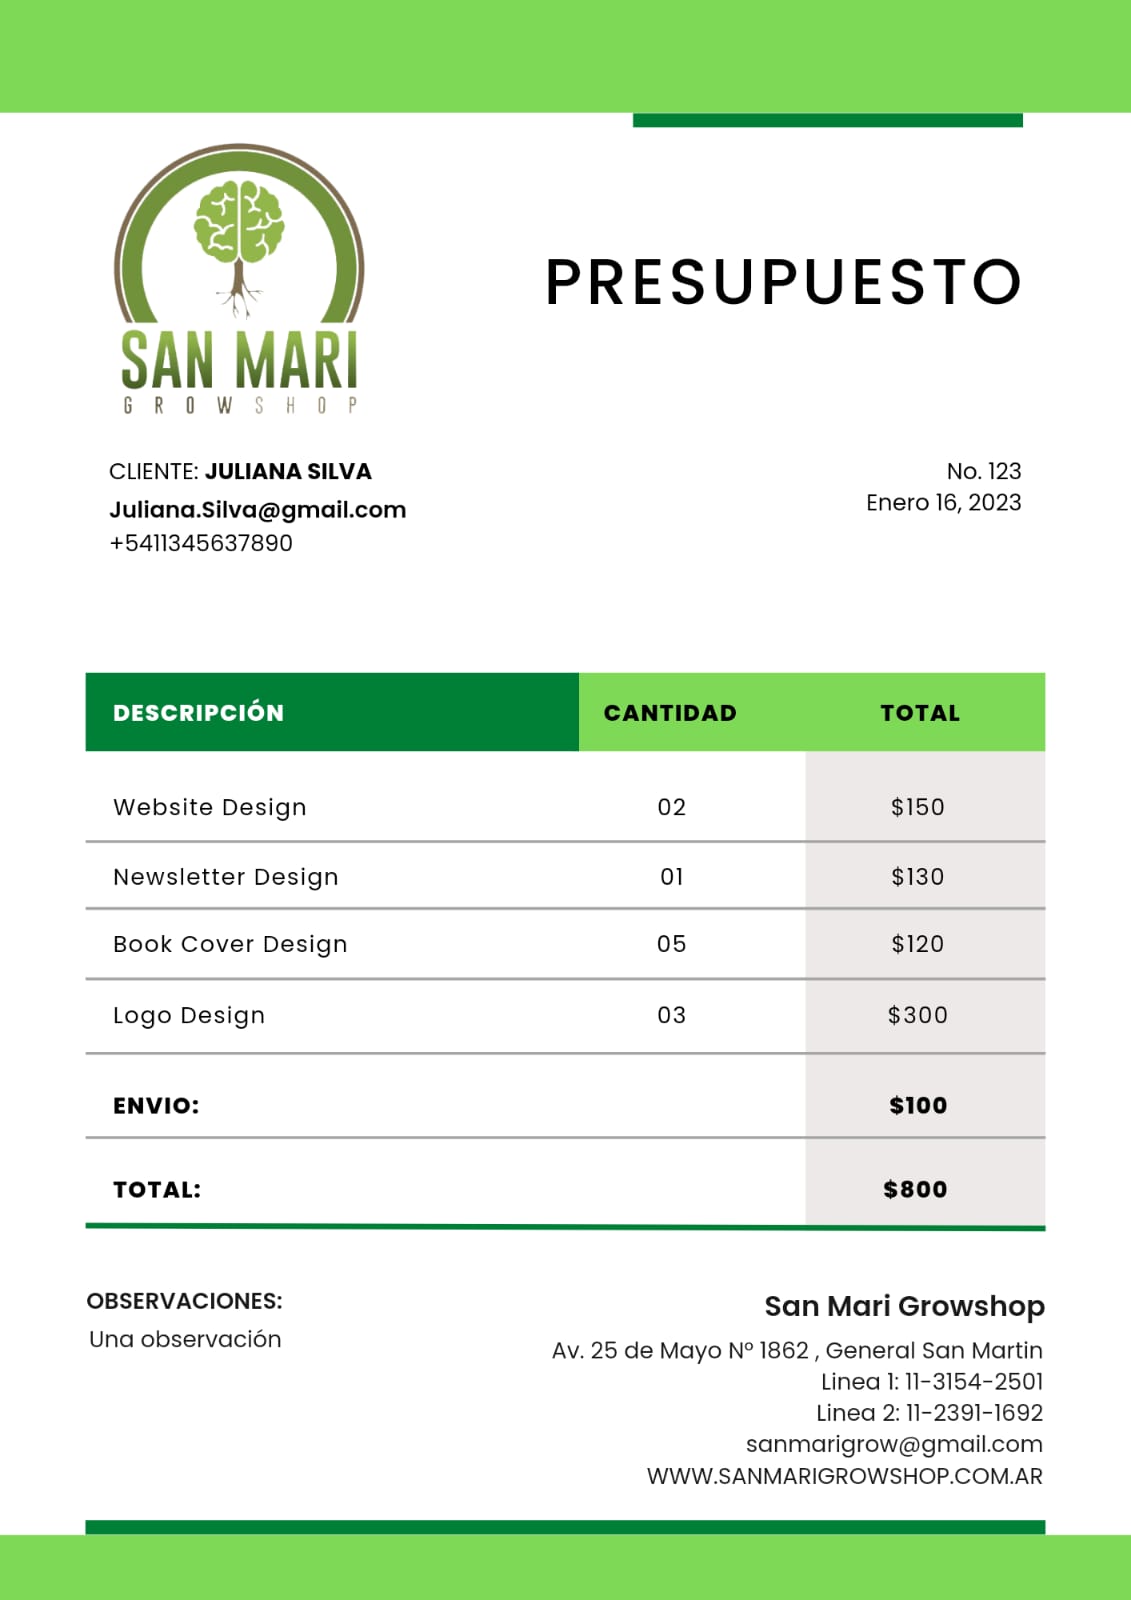 SAN MARI
GROWSHOP
PRESUPUESTO
CLIENTE: JULIANA SILVA
Juliana.Silva@gmail.com
+5411345637890
No. 123
Enero 16, 2023
DESCRIPCIÓN CANTIDAD TOTAL
Website Design 02 $150
Newsletter Design 01 $130
Book Cover Design 05 $120
Logo Design 03 $300
ENVIO: $100
TOTAL: $800
OBSERVACIONES:
Una observación
San Mari Growshop
Av. 25 de Mayo Nº 1862 , General San Martin
Linea 1: 11-3154-2501
Linea 2: 11-2391-1692
sanmarigrow@gmail.com
WWW.SANMARIGROWSHOP.COM.AR